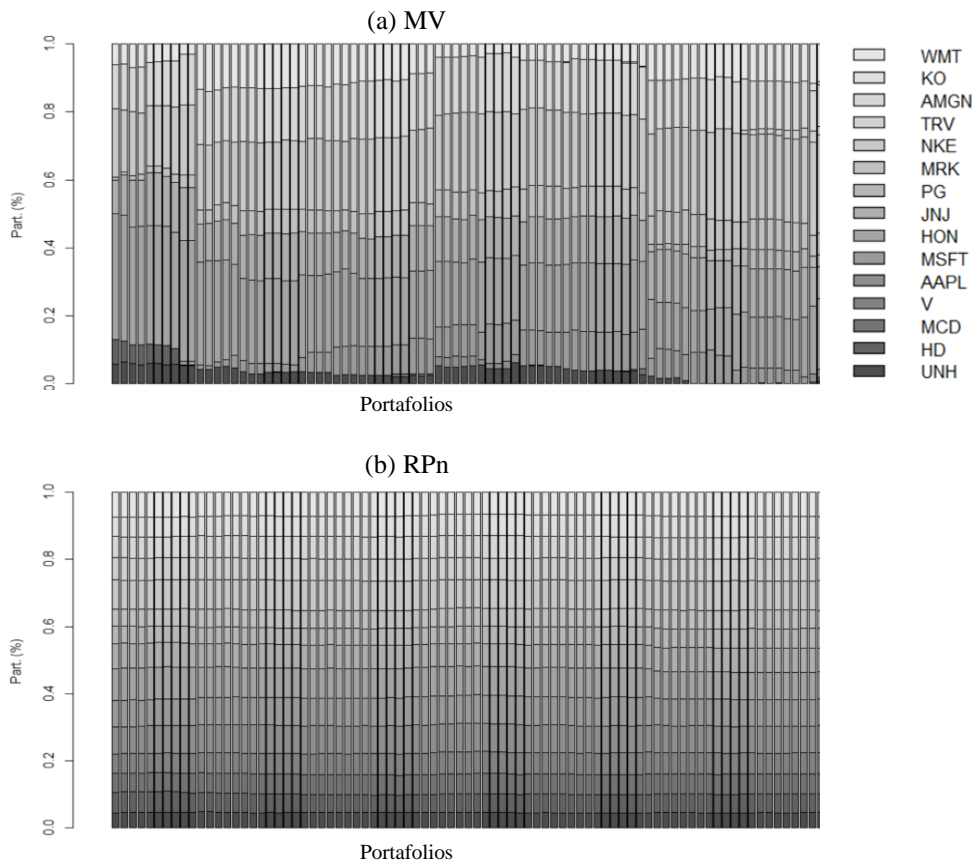 (a) MV
1.0
0.8
0.6
0.4
0.2
0.0
Part. (%)
Portafolios
WMT
KO
AMGN
TRV
NKE
MRK
PG
JNJ
HON
MSFT
AAPL
V
MCD
HD
UNH
(b) RPn
1.0
0.8
0.6
0.4
0.2
0.0
Part. (%)
Portafolios